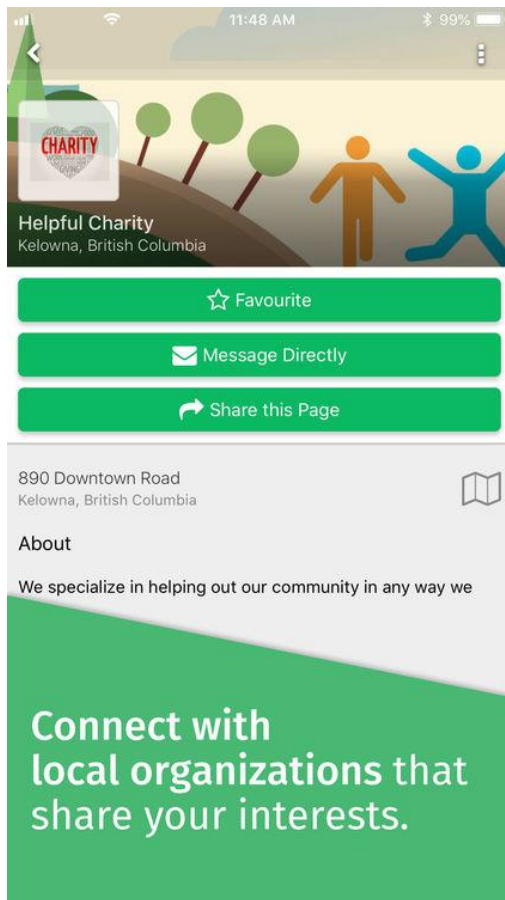 11:48 AM
99%
CHARITY
GIVING
Helpful Charity
Kelowna, British Columbia
Favourite
Message Directly
Share this Page
890 Downtown Road
Kelowna, British Columbia
About
We specialize in helping out our community in any way we
Connect with
local organizations that
share your interests.